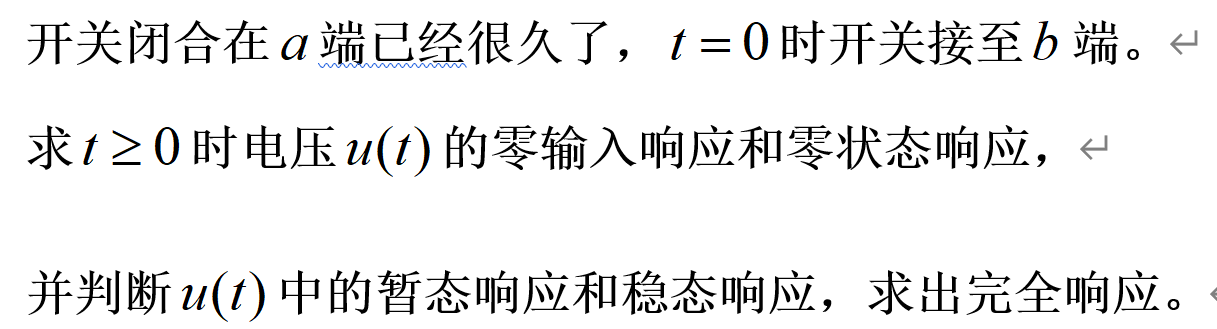 开关闭合在a端已经很久了，t = 0时开关接至b端。↵
求t ≥ 0时电压u(t)的零输入响应和零状态响应，↵
并判断u(t)中的暂态响应和稳态响应，求出完全响应。↵